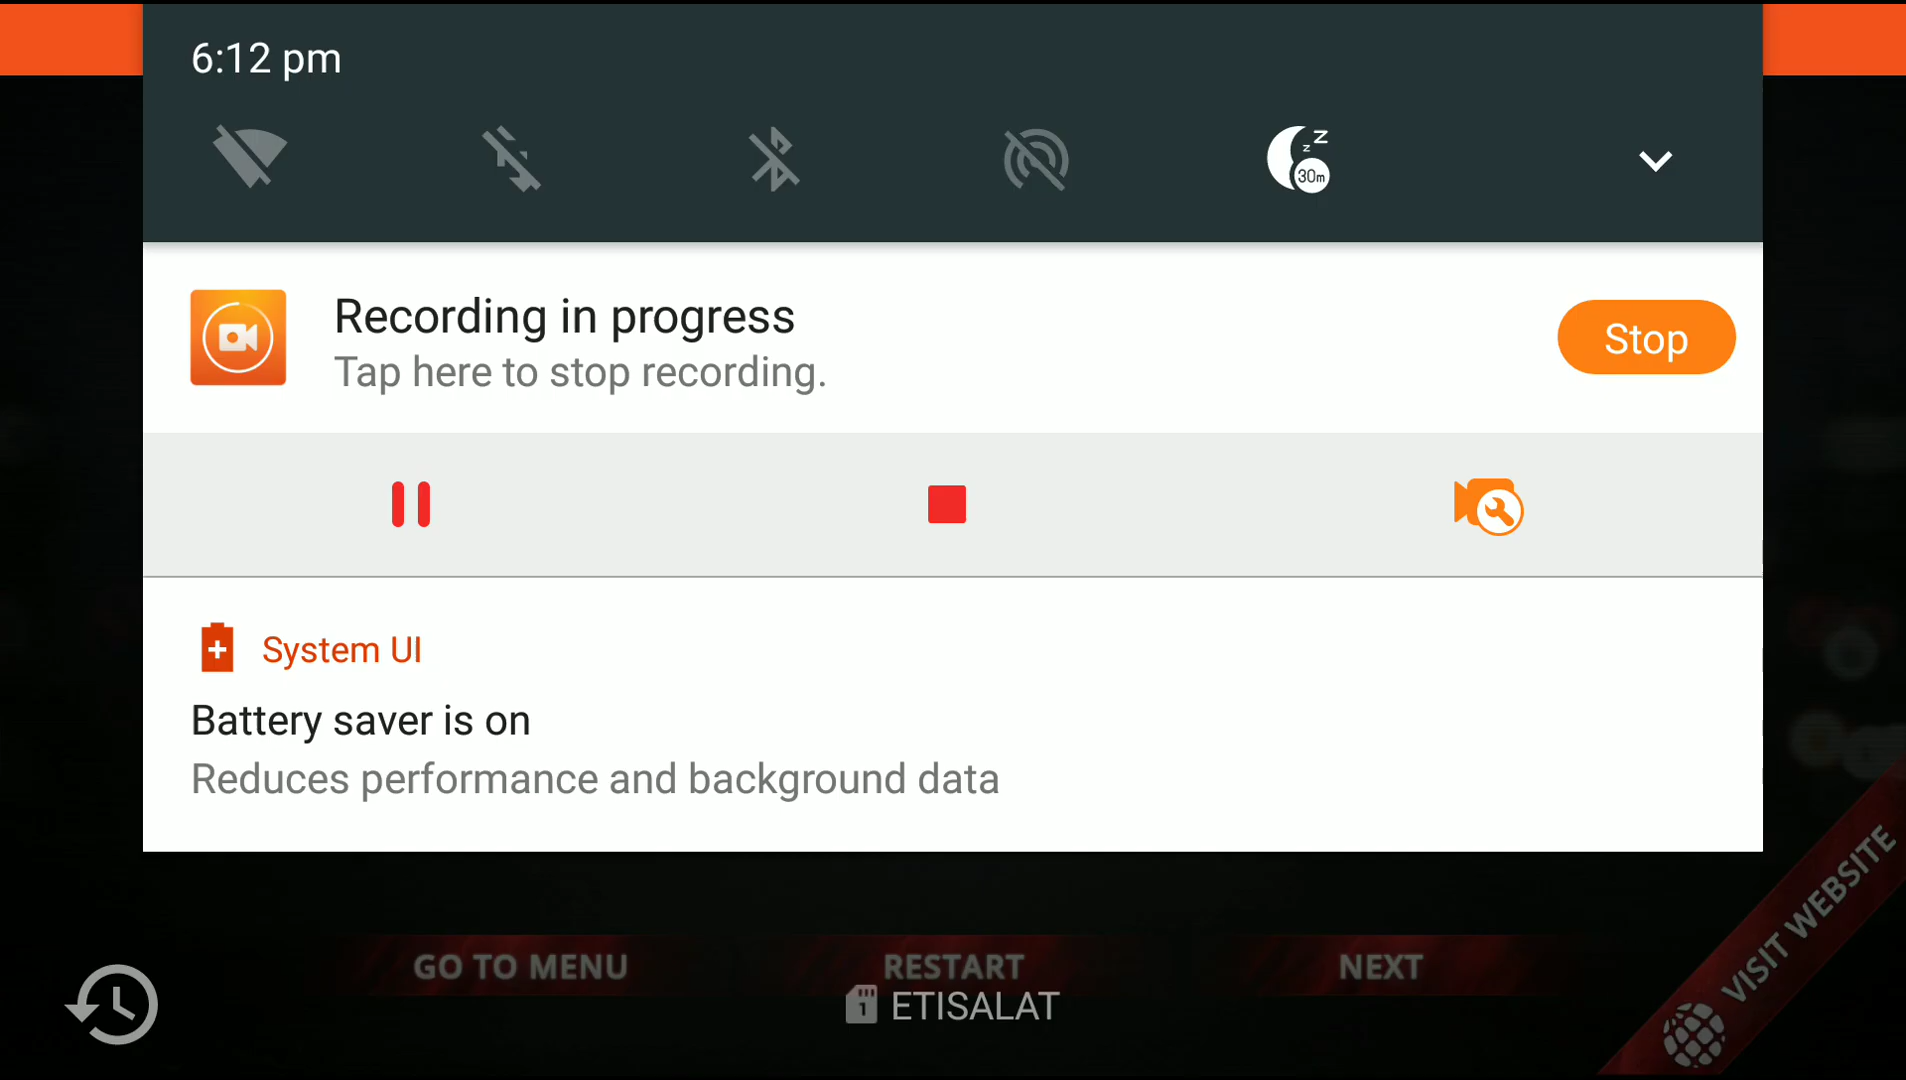 6:12 pm
z z
30m
Recording in progress
Tap here to stop recording.
Stop
System UI
Battery saver is on
Reduces performance and background data
GO TO MENU
RESTART
NEXT
1 ETISALAT
VISIT WEBSITE